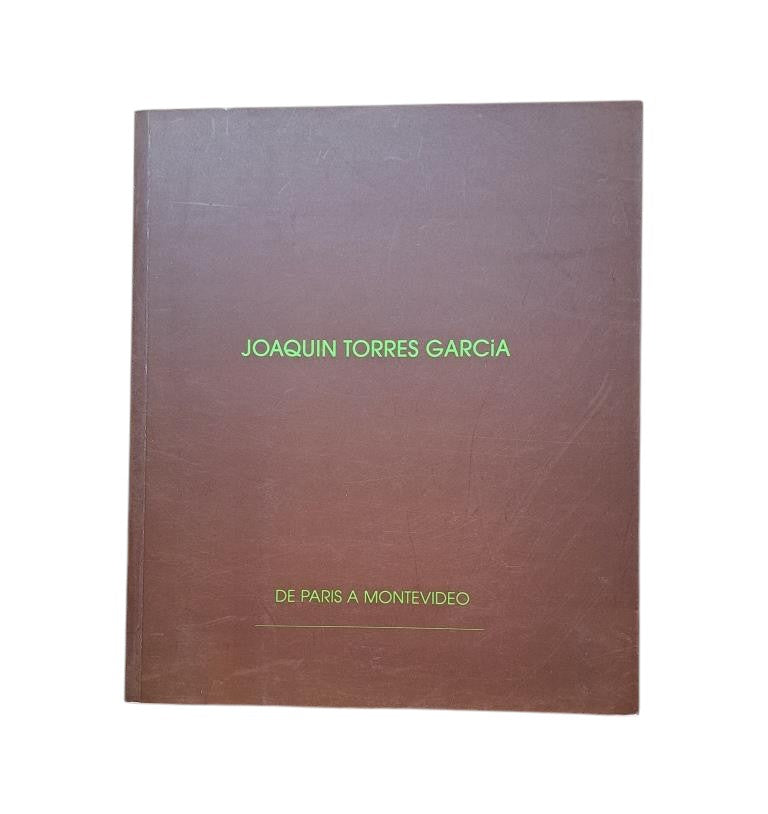 JOAQUIN TORRES GARCiA
DE PARIS A MONTEVIDEO